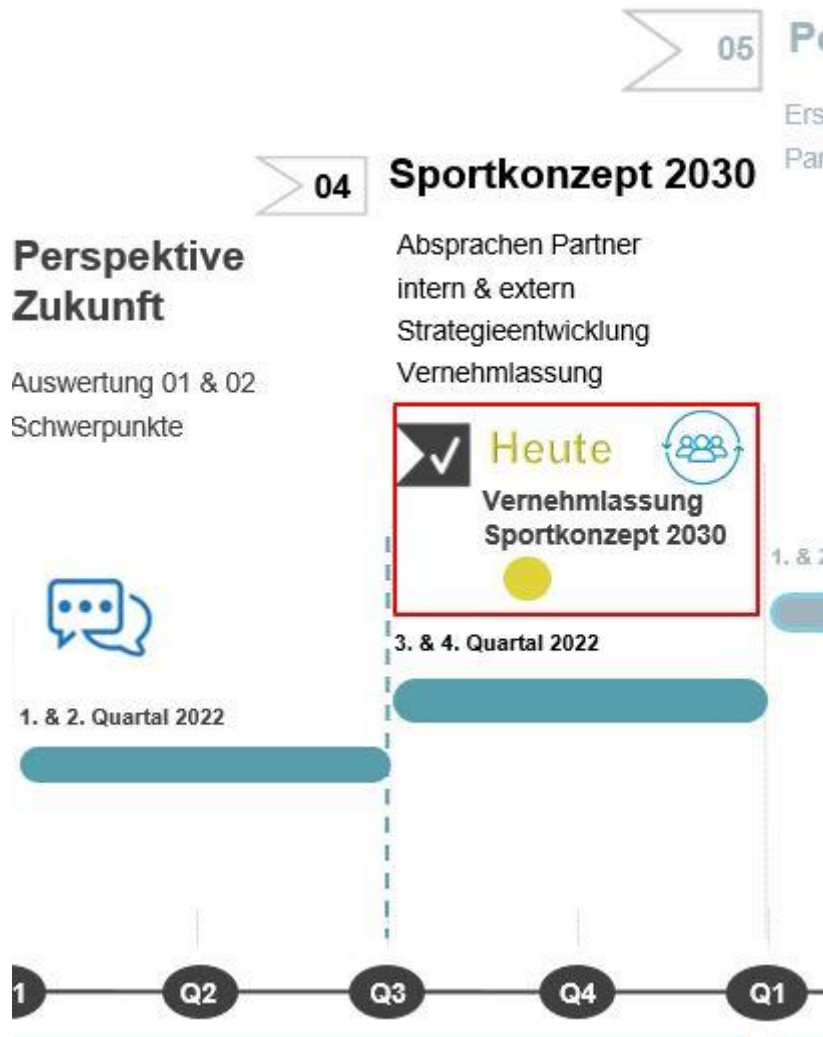 05
04
Sportkonzept 2030
Perspektive
Zukunft
Absprachen Partner
intern & extern
Strategieentwicklung
Vernehmlassung
Auswertung 01 & 02
Schwerpunkte
Heute
Vernehmlassung
Sportkonzept 2030
3. & 4. Quartal 2022
1. & 2. Quartal 2022
Q2
Q3
Q4
Q1